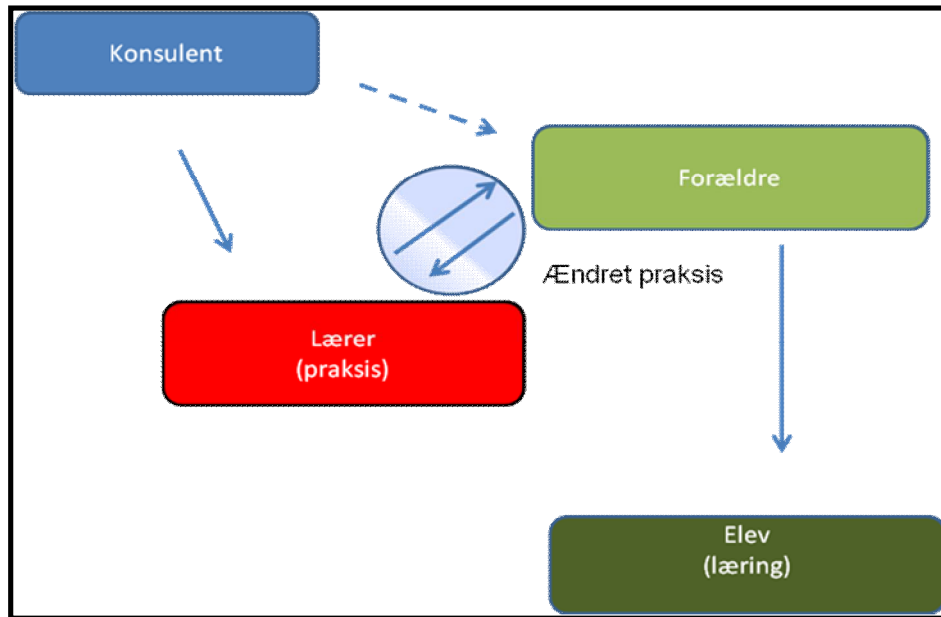 Konsulent
Forældre
Ændret praksis
Lærer
(praksis)
Elev
(læring)